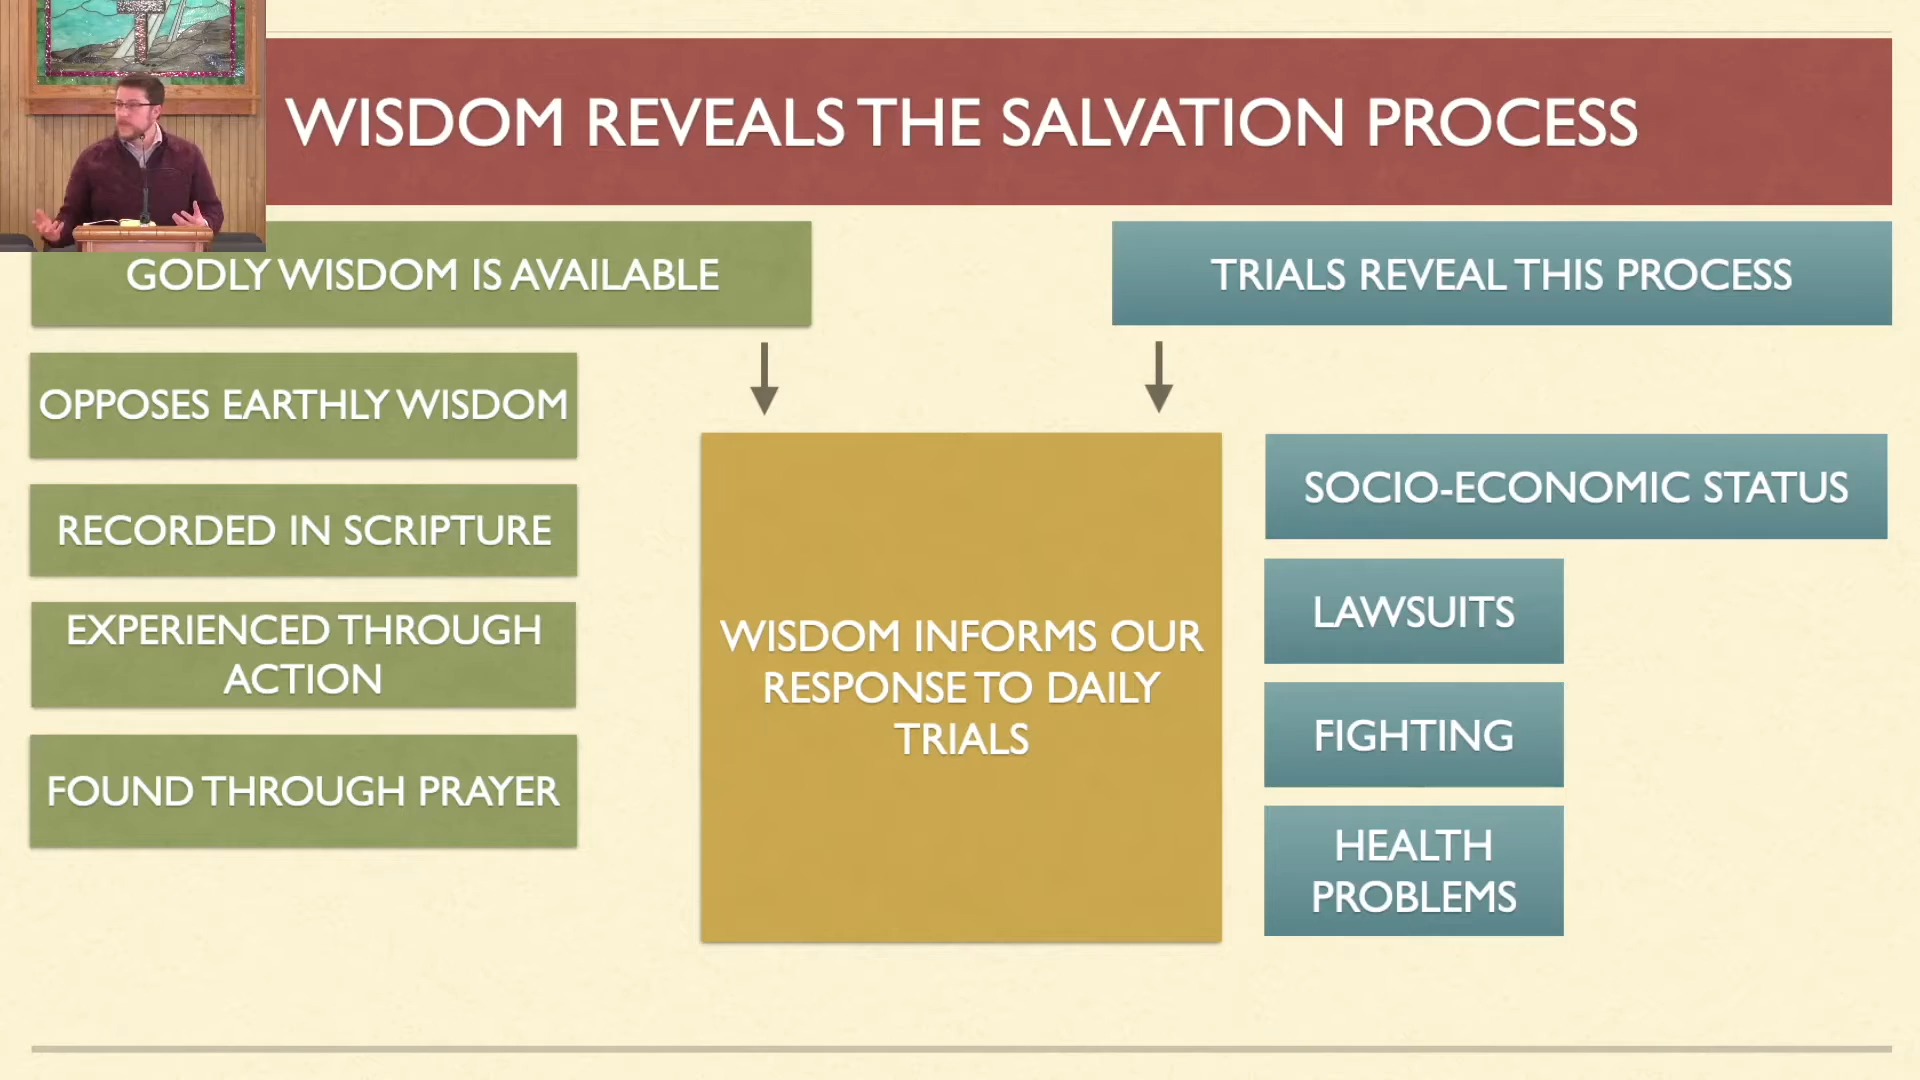 WISDOM REVEALS THE SALVATION PROCESS
GODLY WISDOM IS AVAILABLE
OPPOSES EARTHLY WISDOM
RECORDED IN SCRIPTURE
EXPERIENCED THROUGH
ACTION
FOUND THROUGH PRAYER
WISDOM INFORMS OUR
RESPONSE TO DAILY
TRIALS
TRIALS REVEAL THIS PROCESS
SOCIO-ECONOMIC STATUS
LAWSUITS
FIGHTING
HEALTH
PROBLEMS